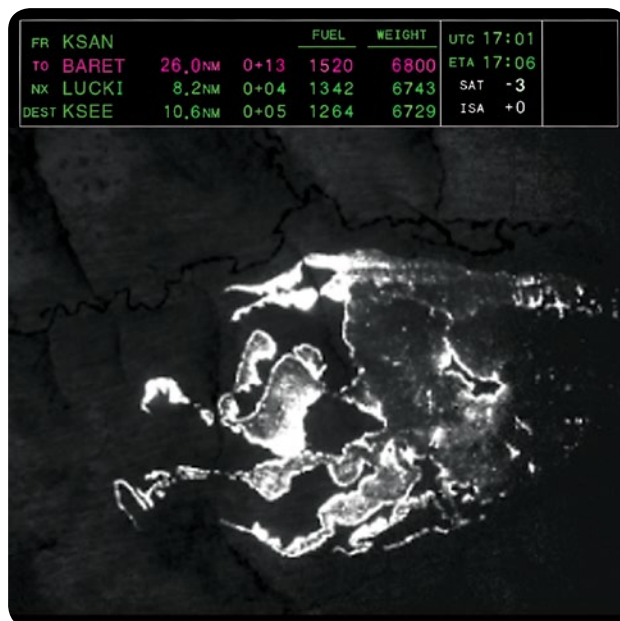 FUEL WEIGHT UTC 17:01
FR KSAN ETA 17:06
TO BARET 26.0NM 0+13 1520 6800 SAT -3
NX LUCKI 8.2NM 0+04 1342 6743 ISA +0
DEST KSEE 10.6NM 0+05 1264 6729